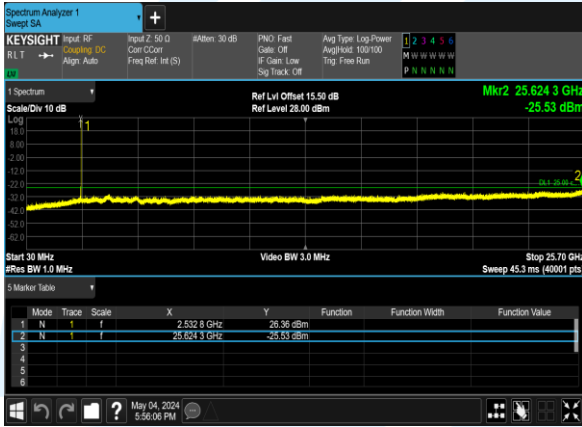 Spectrum Analyzer 1
Swept SA
KEYSIGHT
RLT
Input: RF
Coupling: DC
Align: Auto
Input Z: 50 Ω
Corr CCorr
Freq Ref: Int (S)
#Atten: 30 dB
PNO: Fast
Gate: Off
IF Gain: Low
Sig Track: Off
Avg Type: Log-Power
Avg|Hold: 100/100
Trig: Free Run
1 2 3 4 5 6
M W W W W W
P N N N N N
1 Spectrum
Scale/Div 10 dB
Ref Lvl Offset 15.50 dB
Ref Level 28.00 dBm
Mkr2 25.624 3 GHz
-25.53 dBm
Log
18.0
8.00
-2.00
-12.0
-22.0
-32.0
-42.0
-52.0
-62.0
1
2
Start 30 MHz
#Res BW 1.0 MHz
Video BW 3.0 MHz
Stop 25.70 GHz
Sweep 45.3 ms (40001 pts
5 Marker Table
Mode Trace Scale X Y Function Function Width Function Value
1 N 1 f 2.532 8 GHz 26.36 dBm
2 N 1 f 25.624 3 GHz -25.53 dBm
3
4
5
6
May 04, 2024
5:56:06 PM